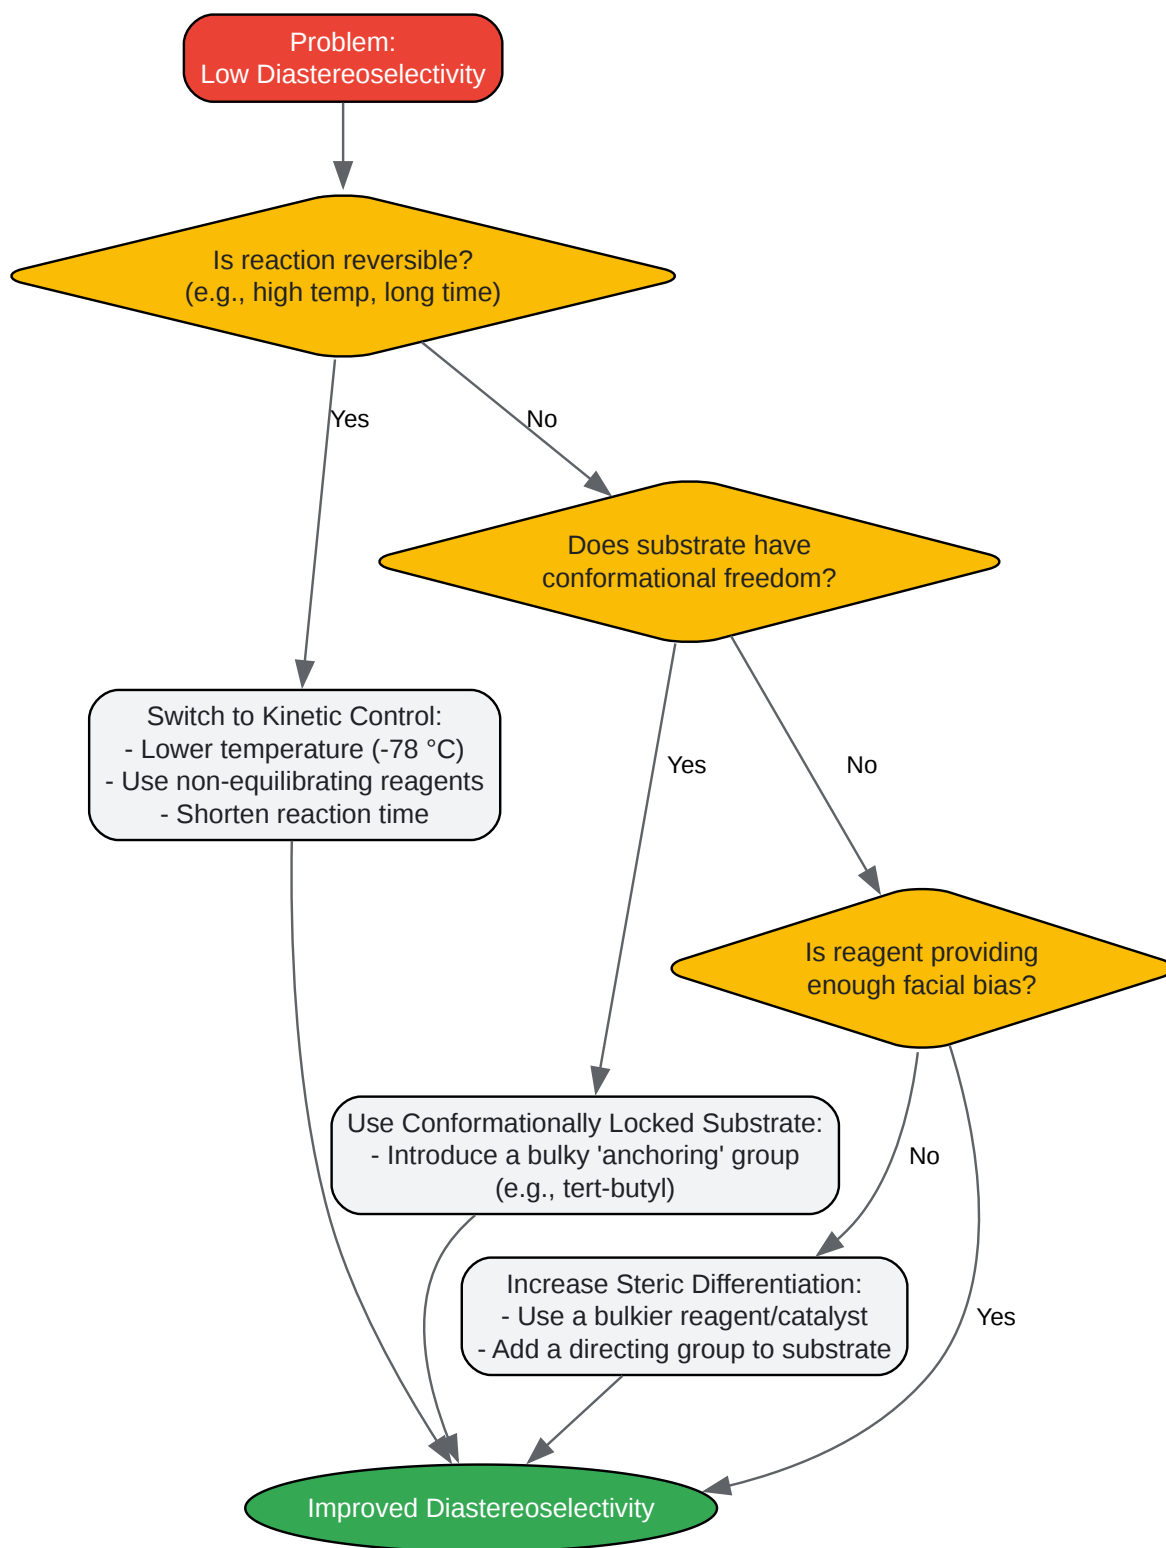 Problem:
Low Diastereoselectivity
Is reaction reversible?
(e.g., high temp, long time)
Yes
No
Does substrate have
conformational freedom?
Switch to Kinetic Control:
- Lower temperature (-78 °C)
- Use non-equilibrating reagents
- Shorten reaction time
Yes
No
Is reagent providing
enough facial bias?
Use Conformationally Locked Substrate:
- Introduce a bulky 'anchoring' group
(e.g., tert-butyl)
No
Increase Steric Differentiation:
- Use a bulkier reagent/catalyst
- Add a directing group to substrate
Yes
Improved Diastereoselectivity